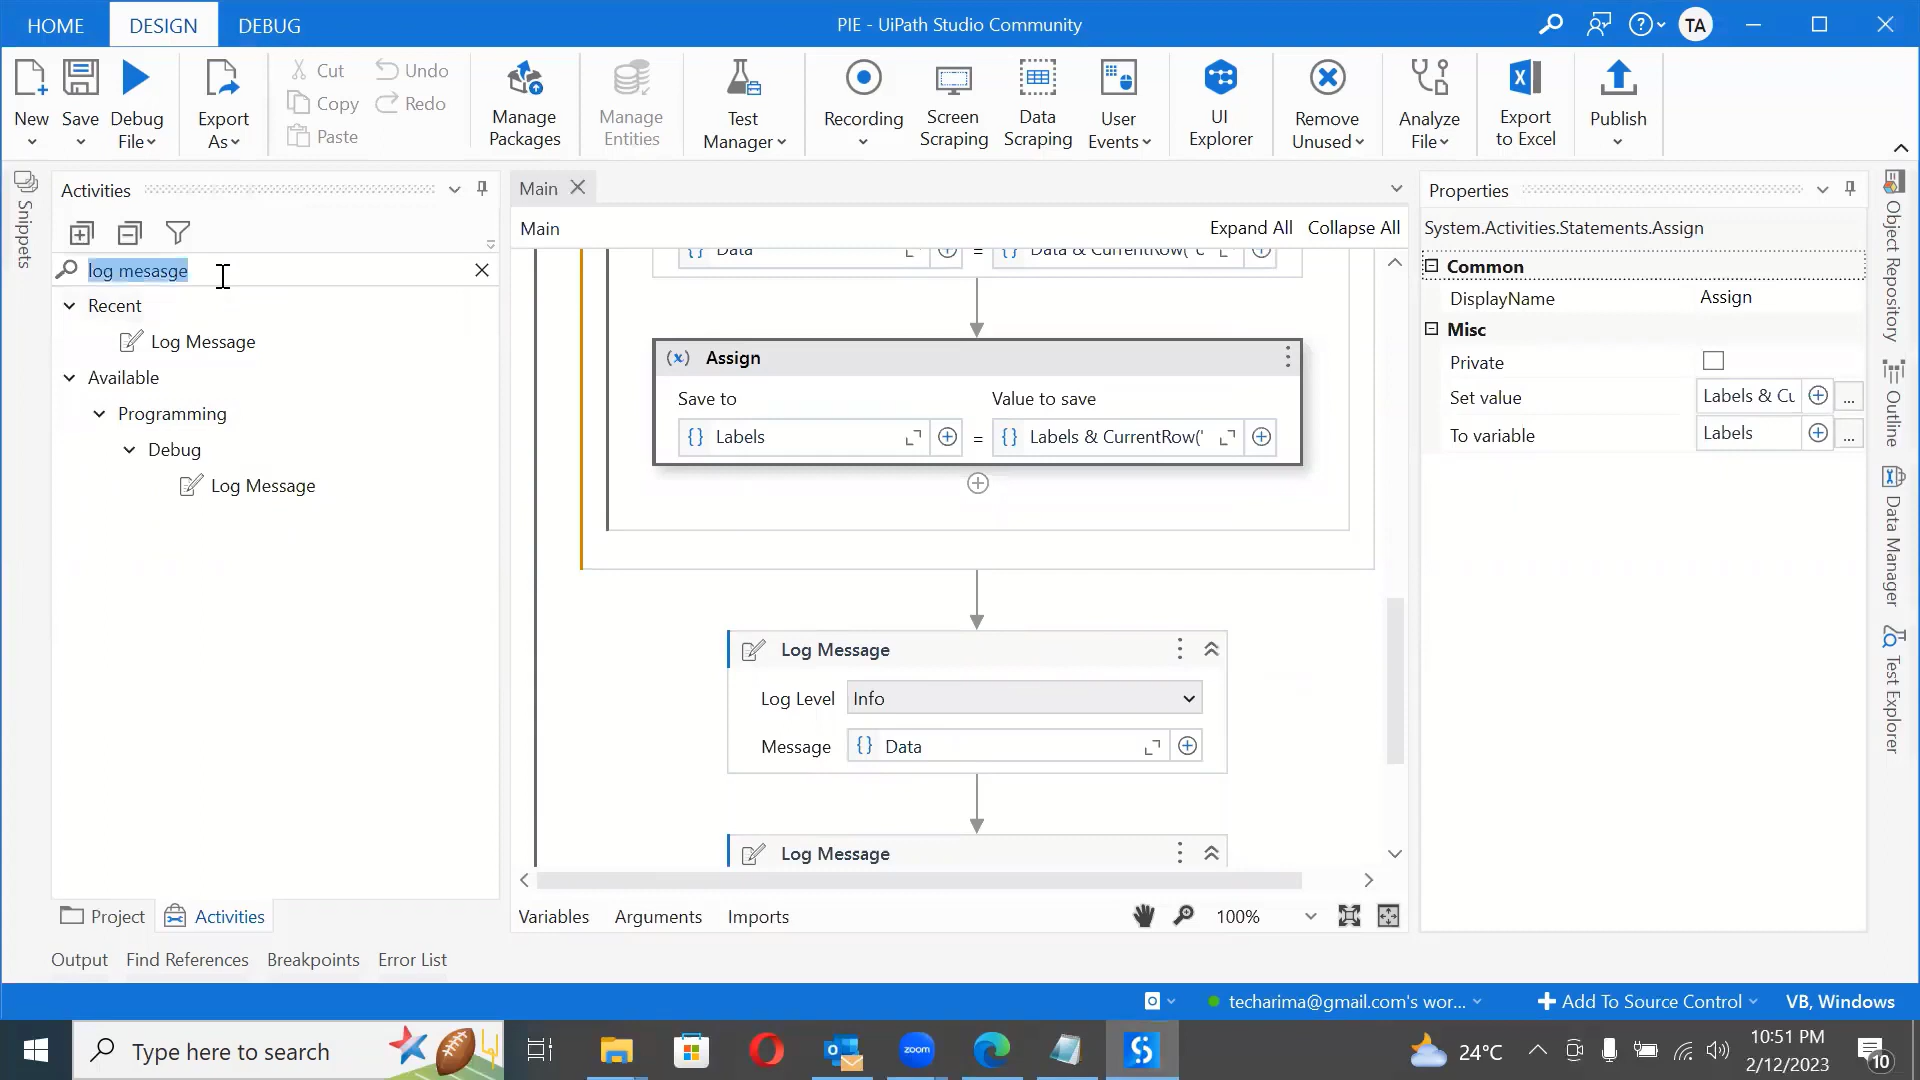 HOME DESIGN DEBUG PIE - UiPath Studio Community TA
New Save Debug File Export As Cut Copy Paste Undo Redo Manage Packages Manage Entities Test Manager Recording Screen Scraping Data Scraping User Events UI Explorer Remove Unused Analyze File Export to Excel Publish
Snippets
Activities
log mesasge
Recent
Log Message
Available
Programming
Debug
Log Message
Project Activities
Main
Main Expand All Collapse All
Data = Data & CurrentRow("c
Assign
Save to Value to save
Labels = Labels & CurrentRow('
Log Message
Log Level Info
Message Data
Log Message
Variables Arguments Imports 100%
Properties
System.Activities.Statements.Assign
Common
DisplayName Assign
Misc
Private
Set value Labels & Cu ...
To variable Labels ...
Object Repository
Outline
Data Manager
Test Explorer
Output Find References Breakpoints Error List
techarima@gmail.com's wor... Add To Source Control VB, Windows
Type here to search zoom 24°C 10:51 PM
2/12/2023 10